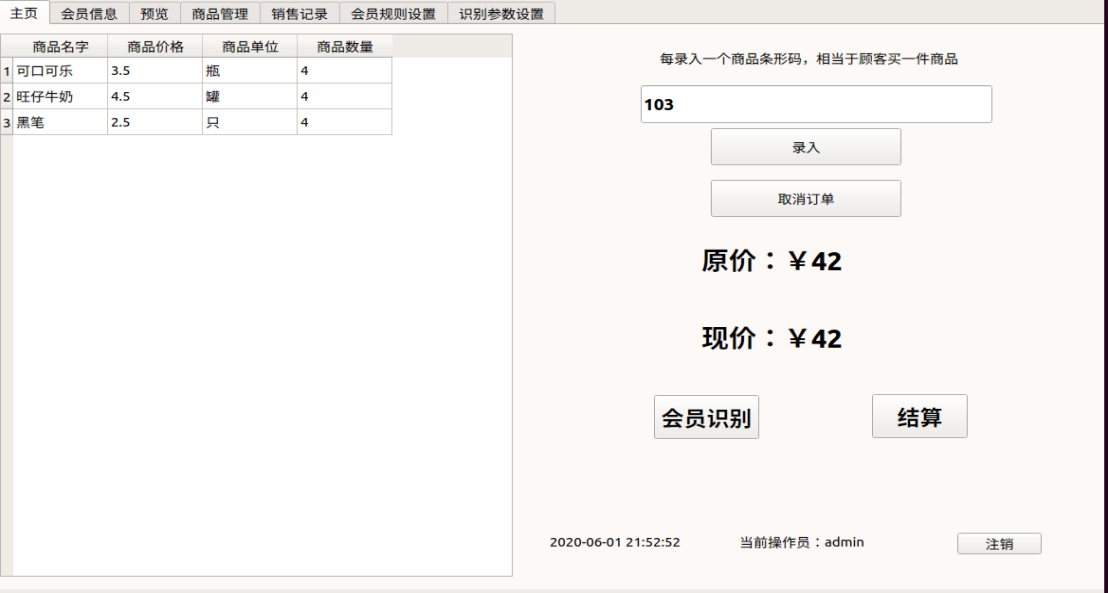 主页 会员信息 预览 商品管理 销售记录 会员规则设置 识别参数设置
商品名字 商品价格 商品单位 商品数量
1 可口可乐 3.5 瓶 4
2 旺仔牛奶 4.5 罐 4
3 黑笔 2.5 只 4
每录入一个商品条形码，相当于顾客买一件商品
103
录入
取消订单
原价：￥42
现价：￥42
会员识别 结算
2020-06-01 21:52:52 当前操作员：admin 注销